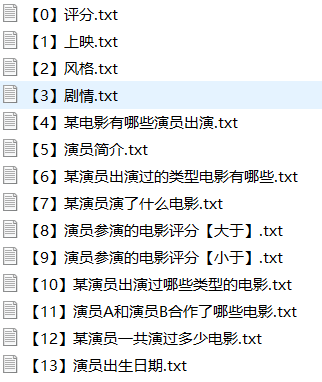 【0】评分.txt
【1】上映.txt
【2】风格.txt
【3】剧情.txt
【4】某电影有哪些演员出演.txt
【5】演员简介.txt
【6】某演员出演过的类型电影有哪些.txt
【7】某演员演了什么电影.txt
【8】演员参演的电影评分【大于】.txt
【9】演员参演的电影评分【小于】.txt
【10】某演员出演过哪些类型的电影.txt
【11】演员A和演员B合作了哪些电影.txt
【12】某演员一共演过多少电影.txt
【13】演员出生日期.txt